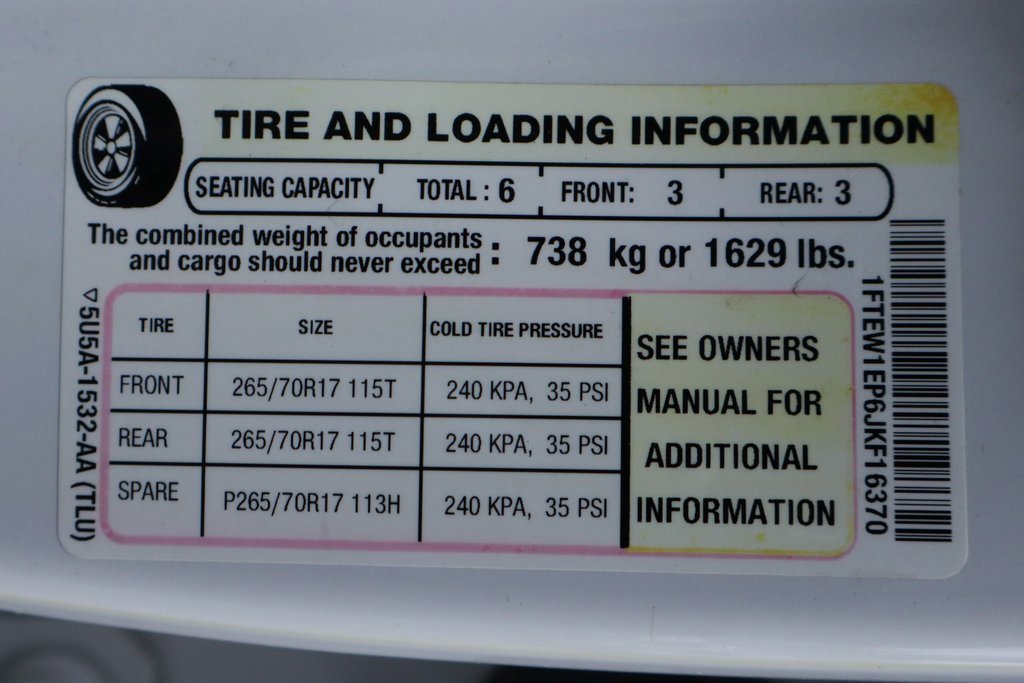 TIRE AND LOADING INFORMATION
SEATING CAPACITY TOTAL : 6 FRONT: 3 REAR: 3
The combined weight of occupants
and cargo should never exceed : 738 kg or 1629 lbs.
TIRE SIZE COLD TIRE PRESSURE
FRONT 265/70R17 115T 240 KPA, 35 PSI
REAR 265/70R17 115T 240 KPA, 35 PSI
SPARE P265/70R17 113H 240 KPA, 35 PSI
SEE OWNERS
MANUAL FOR
ADDITIONAL
INFORMATION
5U5A-1532-AA (TLU)
1FTEW1EP6JKF16370